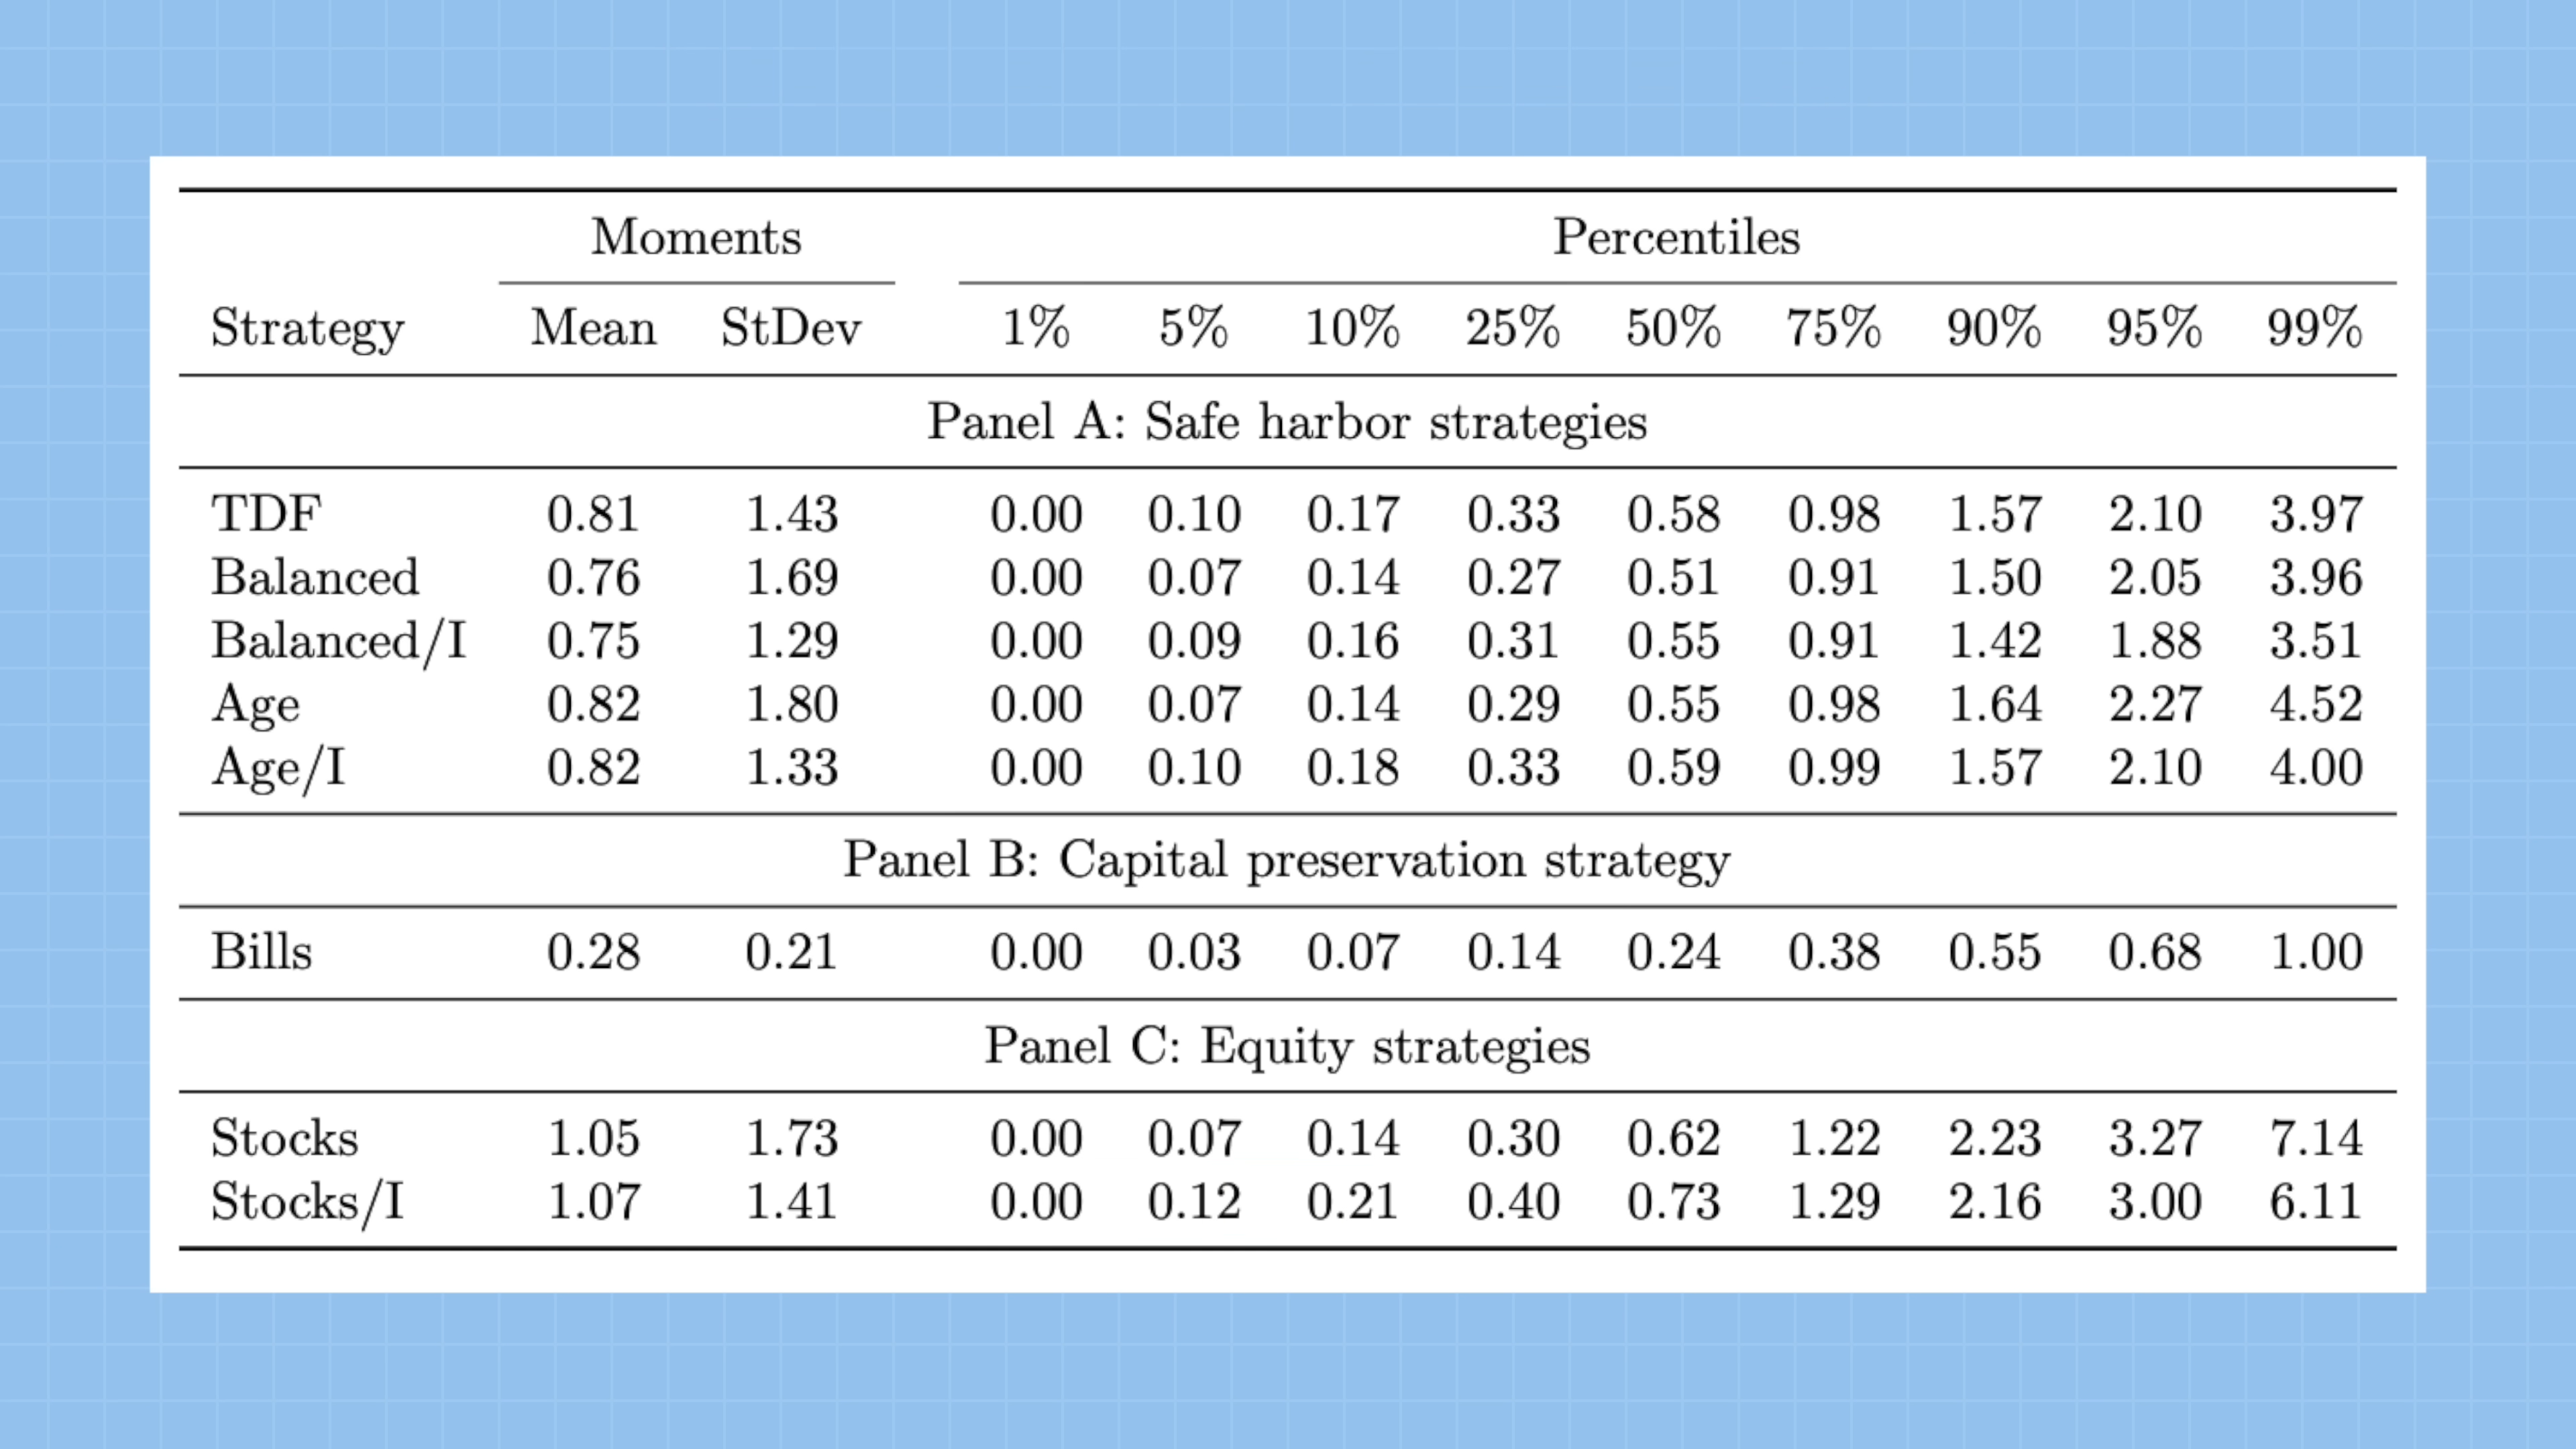 Moments Percentiles
Strategy Mean StDev 1% 5% 10% 25% 50% 75% 90% 95% 99%
Panel A: Safe harbor strategies
TDF 0.81 1.43 0.00 0.10 0.17 0.33 0.58 0.98 1.57 2.10 3.97
Balanced 0.76 1.69 0.00 0.07 0.14 0.27 0.51 0.91 1.50 2.05 3.96
Balanced/I 0.75 1.29 0.00 0.09 0.16 0.31 0.55 0.91 1.42 1.88 3.51
Age 0.82 1.80 0.00 0.07 0.14 0.29 0.55 0.98 1.64 2.27 4.52
Age/I 0.82 1.33 0.00 0.10 0.18 0.33 0.59 0.99 1.57 2.10 4.00
Panel B: Capital preservation strategy
Bills 0.28 0.21 0.00 0.03 0.07 0.14 0.24 0.38 0.55 0.68 1.00
Panel C: Equity strategies
Stocks 1.05 1.73 0.00 0.07 0.14 0.30 0.62 1.22 2.23 3.27 7.14
Stocks/I 1.07 1.41 0.00 0.12 0.21 0.40 0.73 1.29 2.16 3.00 6.11